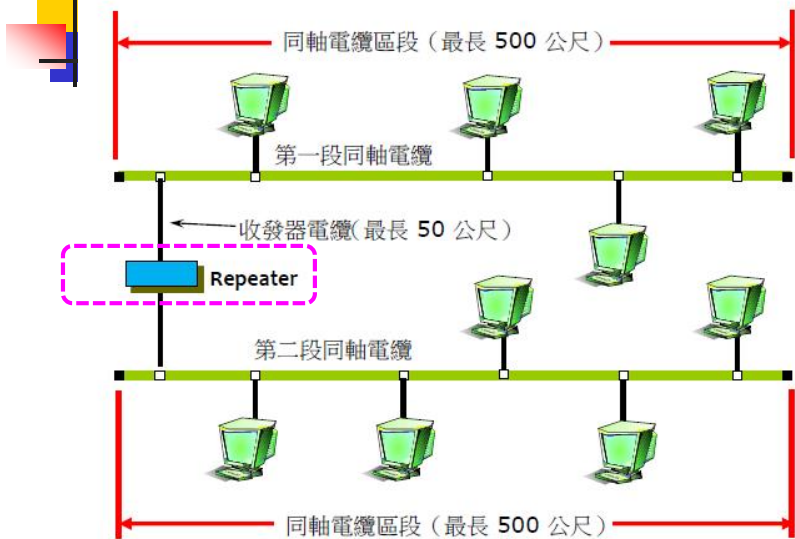 同軸電纜區段（最長 500 公尺）
第一段同軸電纜
收發器電纜(最長 50 公尺）
Repeater
第二段同軸電纜
同軸電纜區段（最長 500 公尺）